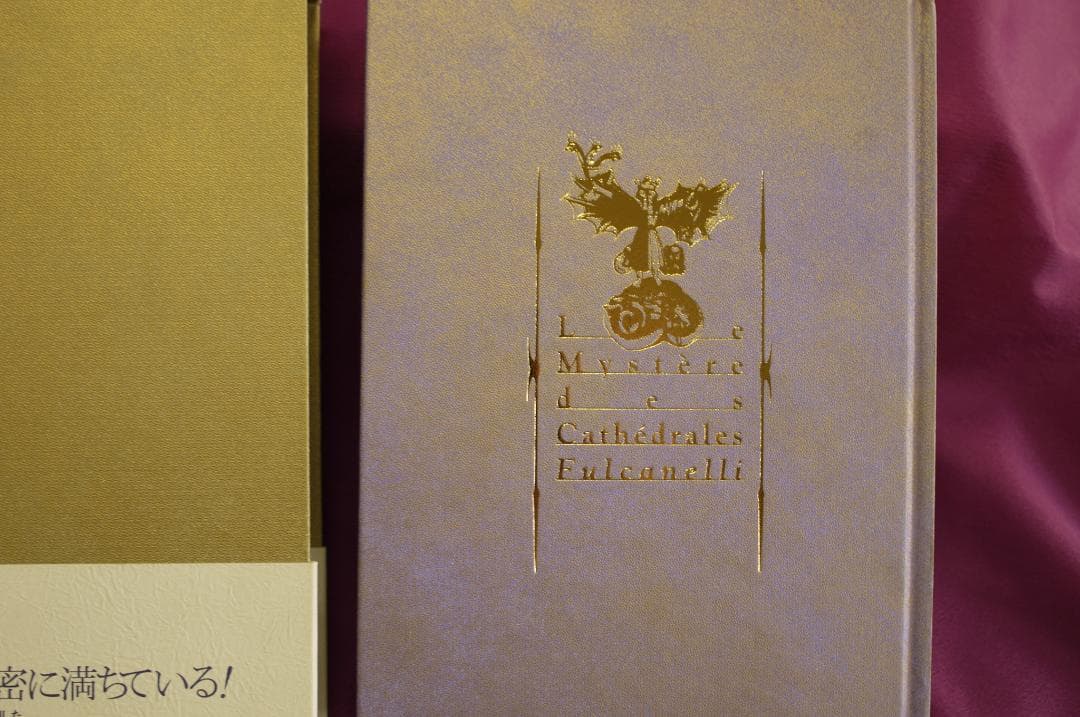 Le
Mystère
des
Cathédrales
Fulcanelli
密に満ちている!